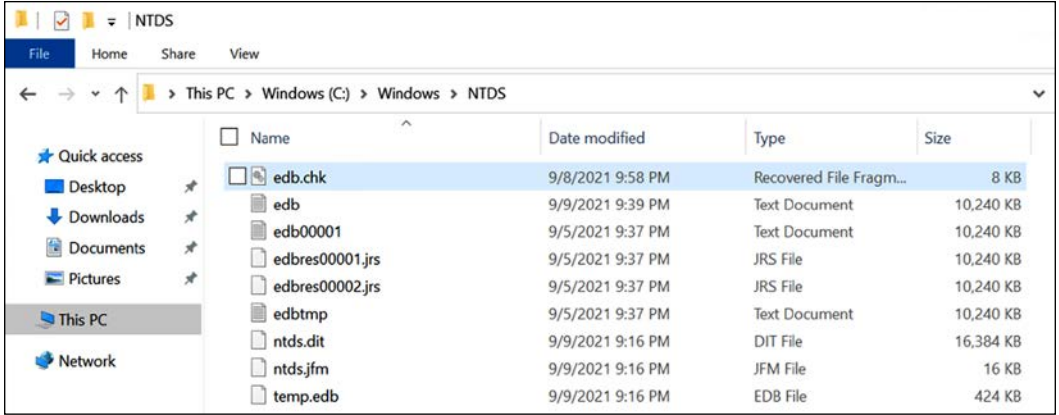 NTDS
File Home Share View
This PC Windows (C:) Windows NTDS
Name Date modified Type Size
Quick access
Desktop
Downloads
Documents
Pictures
This PC
Network
edb.chk 9/8/2021 9:58 PM Recovered File Fragm... 8 KB
edb 9/9/2021 9:39 PM Text Document 10,240 KB
edb00001 9/5/2021 9:37 PM Text Document 10,240 KB
edbres00001.jrs 9/5/2021 9:37 PM JRS File 10,240 KB
edbres00002.jrs 9/5/2021 9:37 PM JRS File 10,240 KB
edbtmp 9/5/2021 9:37 PM Text Document 10,240 KB
ntds.dit 9/9/2021 9:16 PM DIT File 16,384 KB
ntds.jfm 9/9/2021 9:16 PM JFM File 16 KB
temp.edb 9/9/2021 9:16 PM EDB File 424 KB